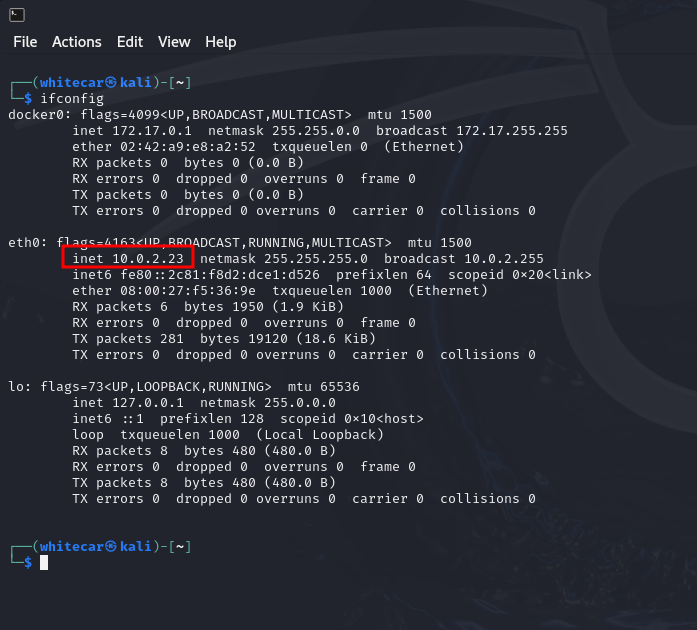 File Actions Edit View Help
┌──(whitecar㉿kali)-[~]
└─$ ifconfig
docker0: flags=4099<UP,BROADCAST,MULTICAST>  mtu 1500
        inet 172.17.0.1  netmask 255.255.0.0  broadcast 172.17.255.255
        ether 02:42:a9:e8:a2:52  txqueuelen 0  (Ethernet)
        RX packets 0  bytes 0 (0.0 B)
        RX errors 0  dropped 0  overruns 0  frame 0
        TX packets 0  bytes 0 (0.0 B)
        TX errors 0  dropped 0 overruns 0  carrier 0  collisions 0

eth0: flags=4163<UP,BROADCAST,RUNNING,MULTICAST>  mtu 1500
        inet 10.0.2.23  netmask 255.255.255.0  broadcast 10.0.2.255
        inet6 fe80::2c81:f8d2:dce1:d526  prefixlen 64  scopeid 0×20<link>
        ether 08:00:27:f5:36:9e  txqueuelen 1000  (Ethernet)
        RX packets 6  bytes 1950 (1.9 KiB)
        RX errors 0  dropped 0  overruns 0  frame 0
        TX packets 281  bytes 19120 (18.6 KiB)
        TX errors 0  dropped 0 overruns 0  carrier 0  collisions 0

lo: flags=73<UP,LOOPBACK,RUNNING>  mtu 65536
        inet 127.0.0.1  netmask 255.0.0.0
        inet6 ::1  prefixlen 128  scopeid 0×10<host>
        loop  txqueuelen 1000  (Local Loopback)
        RX packets 8  bytes 480 (480.0 B)
        RX errors 0  dropped 0  overruns 0  frame 0
        TX packets 8  bytes 480 (480.0 B)
        TX errors 0  dropped 0 overruns 0  carrier 0  collisions 0

┌──(whitecar㉿kali)-[~]
└─$